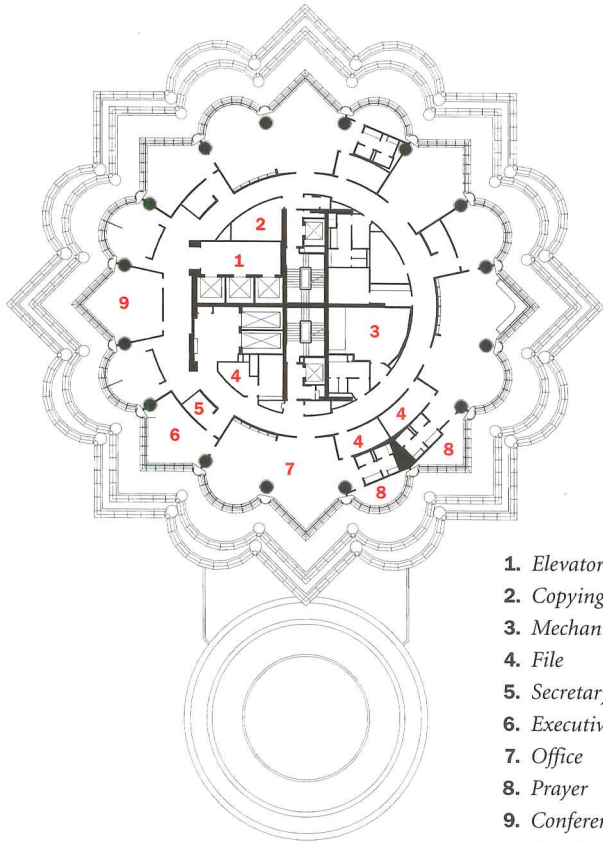 2
1
9
3
4
5
4
6
4
8
7
8
1. Elevator
2. Copying
3. Mechan
4. File
5. Secretary
6. Executiv
7. Office
8. Prayer
9. Conferen